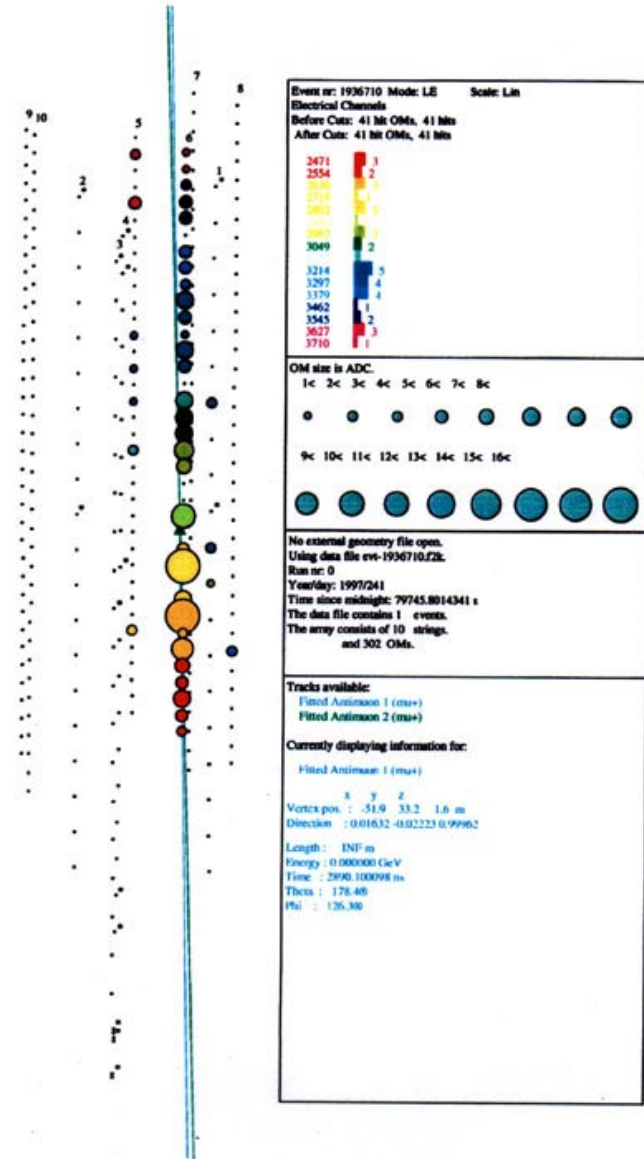 7
8
9 10
5
6
1
2
4
3
Event nr: 1936710 Mode: LE Scale: Lin
Electrical Channels
Before Cuts: 41 hit OMs, 41 hits
After Cuts: 41 hit OMs, 41 hits
2471 3
2554 2
3049 2
3214 5
3297 4
3379 4
3462 1
3545 2
3627 3
3710 1
OM size is ADC.
1< 2< 3< 4< 5< 6< 7< 8<
9< 10< 11< 12< 13< 14< 15< 16<
No external geometry file open.
Using data file evt-1936710.f2k.
Run nr: 0
Year/day: 1997/241
Time since midnight: 79745.8014341 s
The data file contains 1 events.
The array consists of 10 strings.
and 302 OMs.
Tracks available:
Fitted Antimuon 1 (mu+)
Fitted Antimuon 2 (mu+)
Currently displaying information for:
Fitted Antimuon 1 (mu+)
x y z
Vertex pos. : -51.9 33.2 1.6 m
Direction : 0.01632 -0.02223 0.99962
Length : INF m
Energy : 0.000000 GeV
Time : 2890.100098 ns
Theta : 178.4
Phi : 126.3